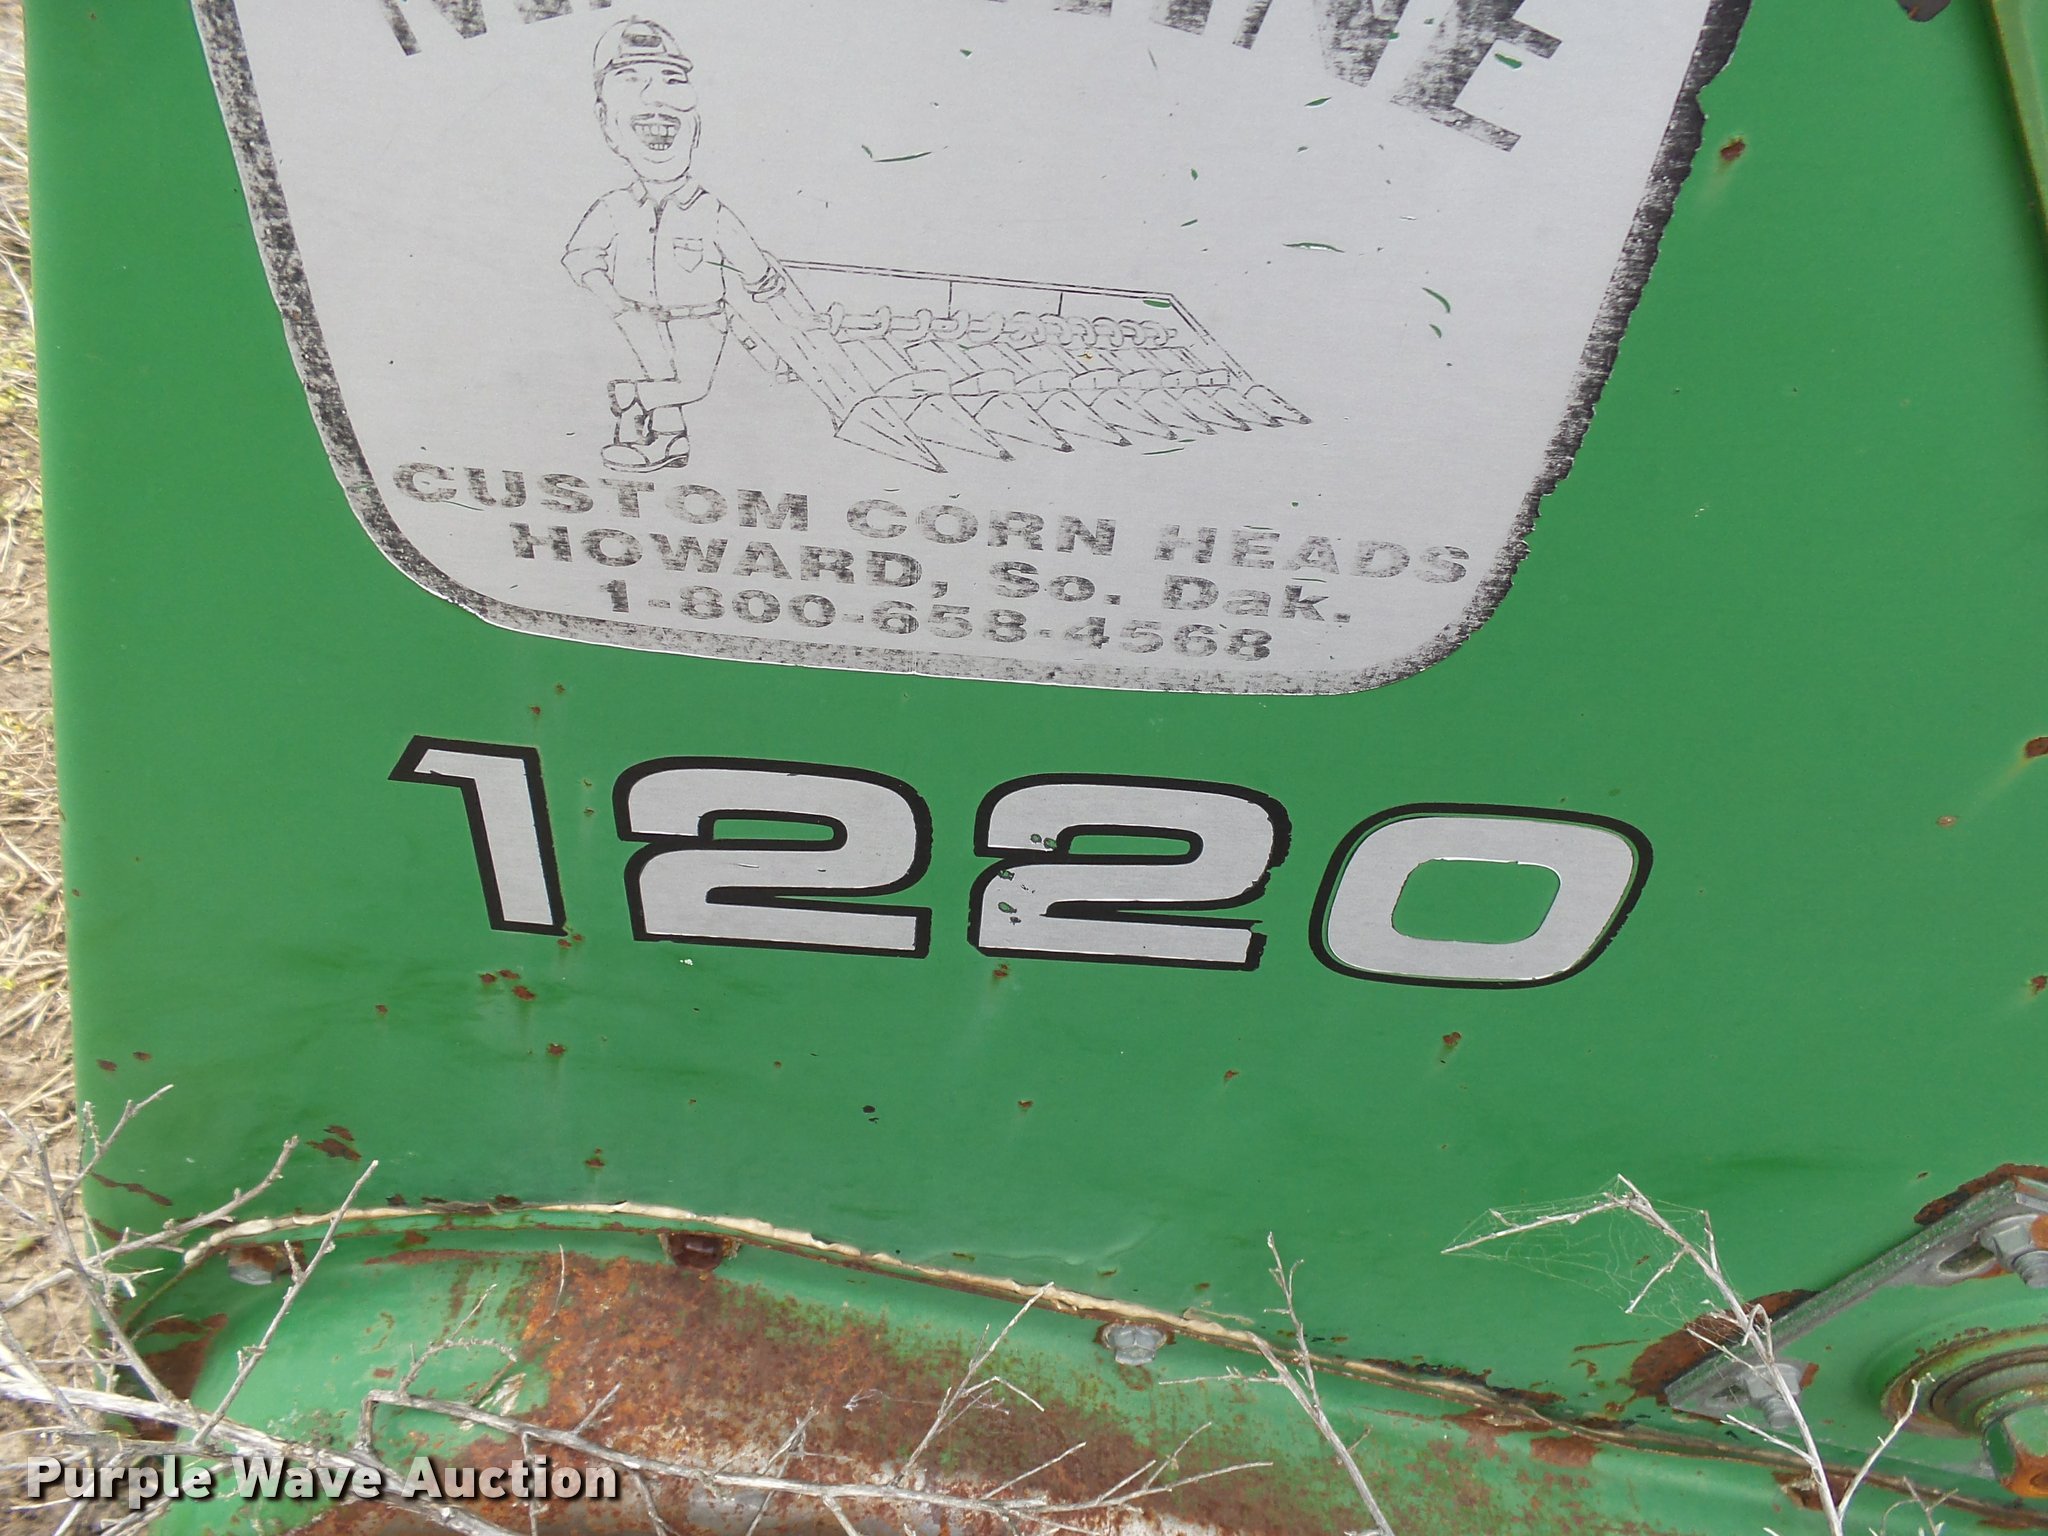 CUSTOM CORN HEADS
HOWARD, So. Dak.
1-800-658-4568
1220
Purple Wave Auction